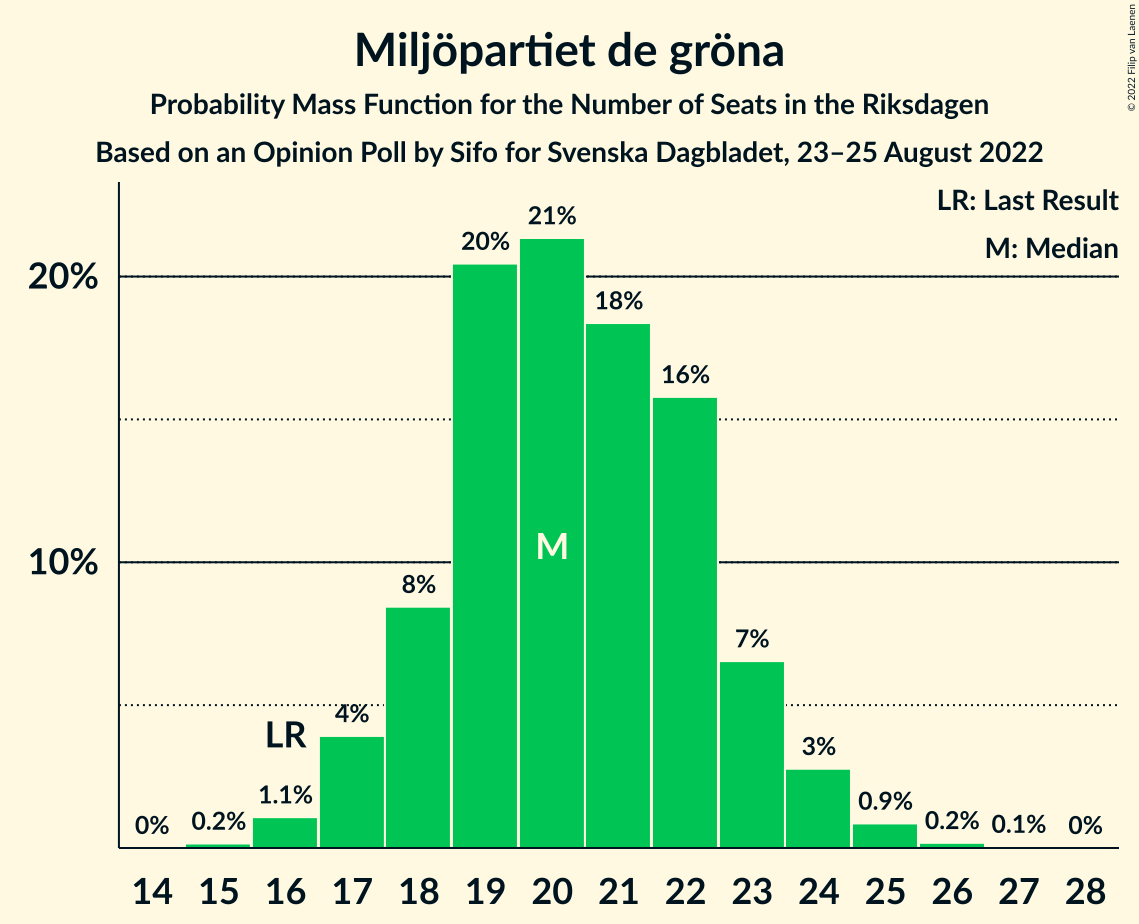 Miljöpartiet de gröna
Probability Mass Function for the Number of Seats in the Riksdagen
Based on an Opinion Poll by Sifo for Svenska Dagbladet, 23–25 August 2022
© 2022 Filip van Laenen
LR: Last Result
M: Median
20%
10%
0%
0.2%
LR
1.1%
4%
8%
20%
21%
M
18%
16%
7%
3%
0.9%
0.2%
0.1%
0%
14 15 16 17 18 19 20 21 22 23 24 25 26 27 28